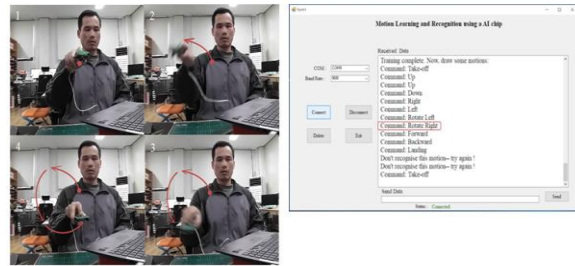 1
2
4
3
Motion Learning and Recognition using a AI chip
Received Data
COM:
Baud Rate:
Connect
Disconnect
Delete
Exit
Training complete. Now, draw some motions:
Command: Take-off
Command: Up
Command: Up
Command: Down
Command: Right
Command: Left
Command: Rotate Left
Command: Rotate Right
Command: Forward
Command: Backward
Command: Landing
Don't recognise this motion-- try again !
Don't recognise this motion-- try again !
Command: Take-off
Send Data
Send
Status: Connected